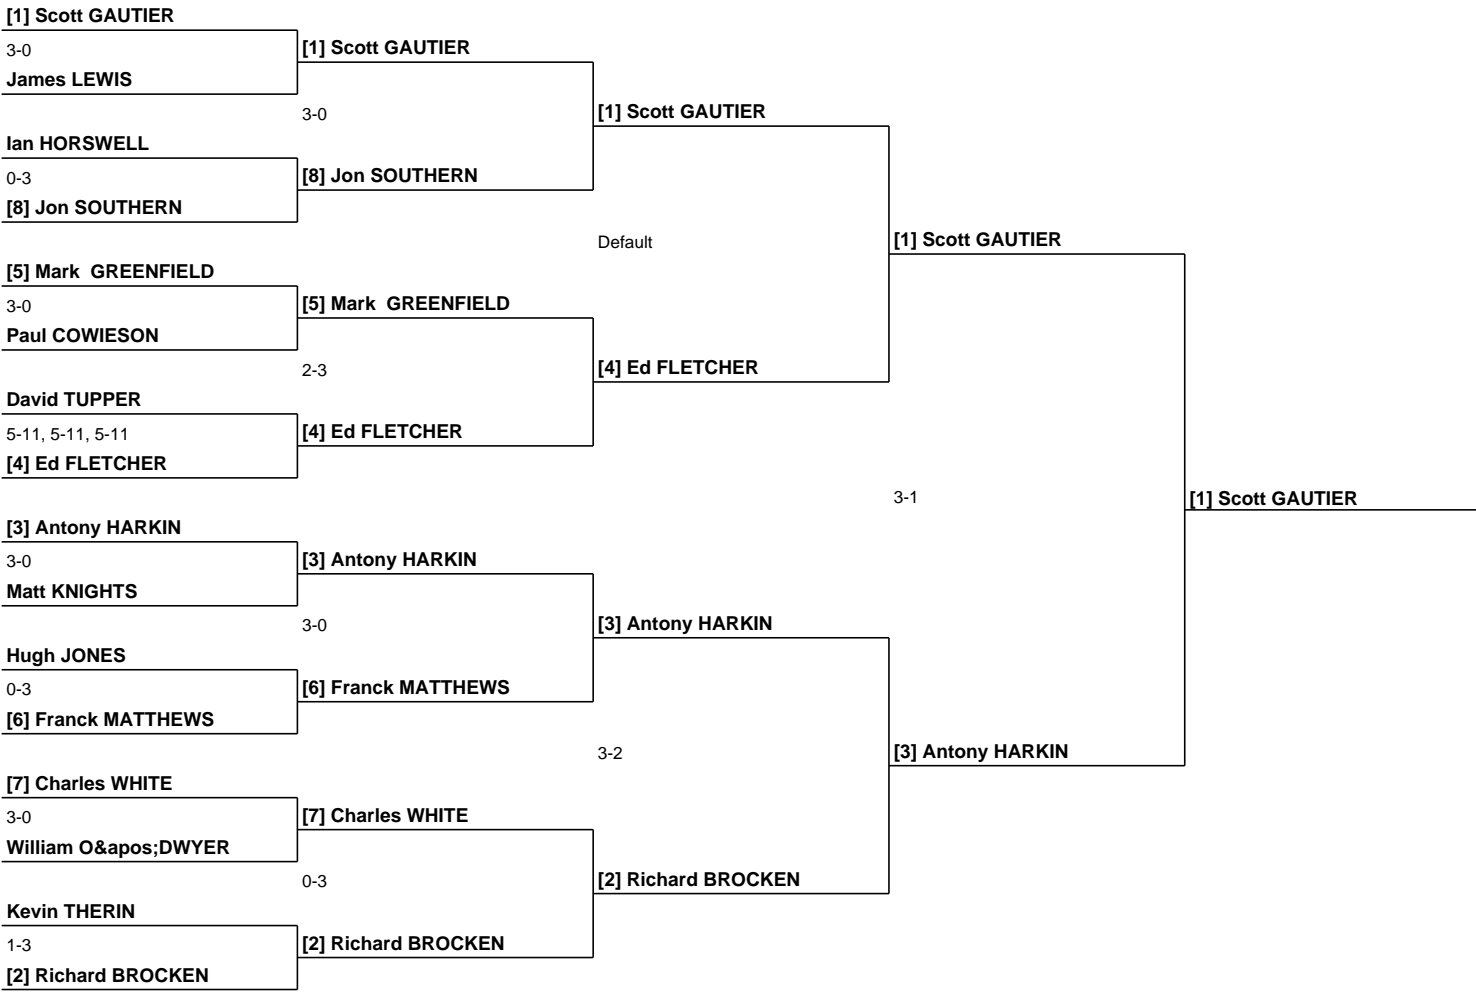 [1] Scott GAUTIER
3-0
James LEWIS
Ian HORSWELL
0-3
[8] Jon SOUTHERN
[5] Mark  GREENFIELD
3-0
Paul COWIESON
David TUPPER
5-11, 5-11, 5-11
[4] Ed FLETCHER
[3] Antony HARKIN
3-0
Matt KNIGHTS
Hugh JONES
0-3
[6] Franck MATTHEWS
[7] Charles WHITE
3-0
William O&apos;DWYER
Kevin THERIN
1-3
[2] Richard BROCKEN
[1] Scott GAUTIER
3-0
[8] Jon SOUTHERN
[5] Mark  GREENFIELD
2-3
[4] Ed FLETCHER
[3] Antony HARKIN
3-0
[6] Franck MATTHEWS
[7] Charles WHITE
0-3
[2] Richard BROCKEN
[1] Scott GAUTIER
Default
[4] Ed FLETCHER
[3] Antony HARKIN
3-2
[2] Richard BROCKEN
[1] Scott GAUTIER
3-1
[3] Antony HARKIN
[1] Scott GAUTIER